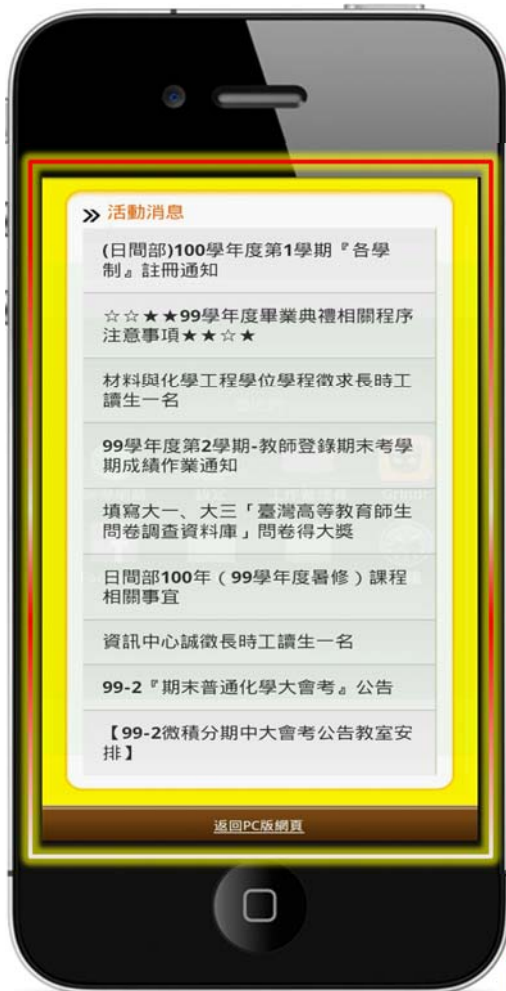 活動消息
(日間部)100學年度第1學期『各學
制』註冊通知
☆☆★★99學年度畢業典禮相關程序
注意事項★★☆★
材料與化學工程學位學程徵求長時工
讀生一名
99學年度第2學期-教師登錄期末考學
期成績作業通知
填寫大一、大三「臺灣高等教育師生
問卷調查資料庫」問卷得大獎
日間部100年（99學年度暑修）課程
相關事宜
資訊中心誠徵長時工讀生一名
99-2『期末普通化學大會考』公告
【99-2微積分期中大會考公告教室安
排】
返回PC版網頁